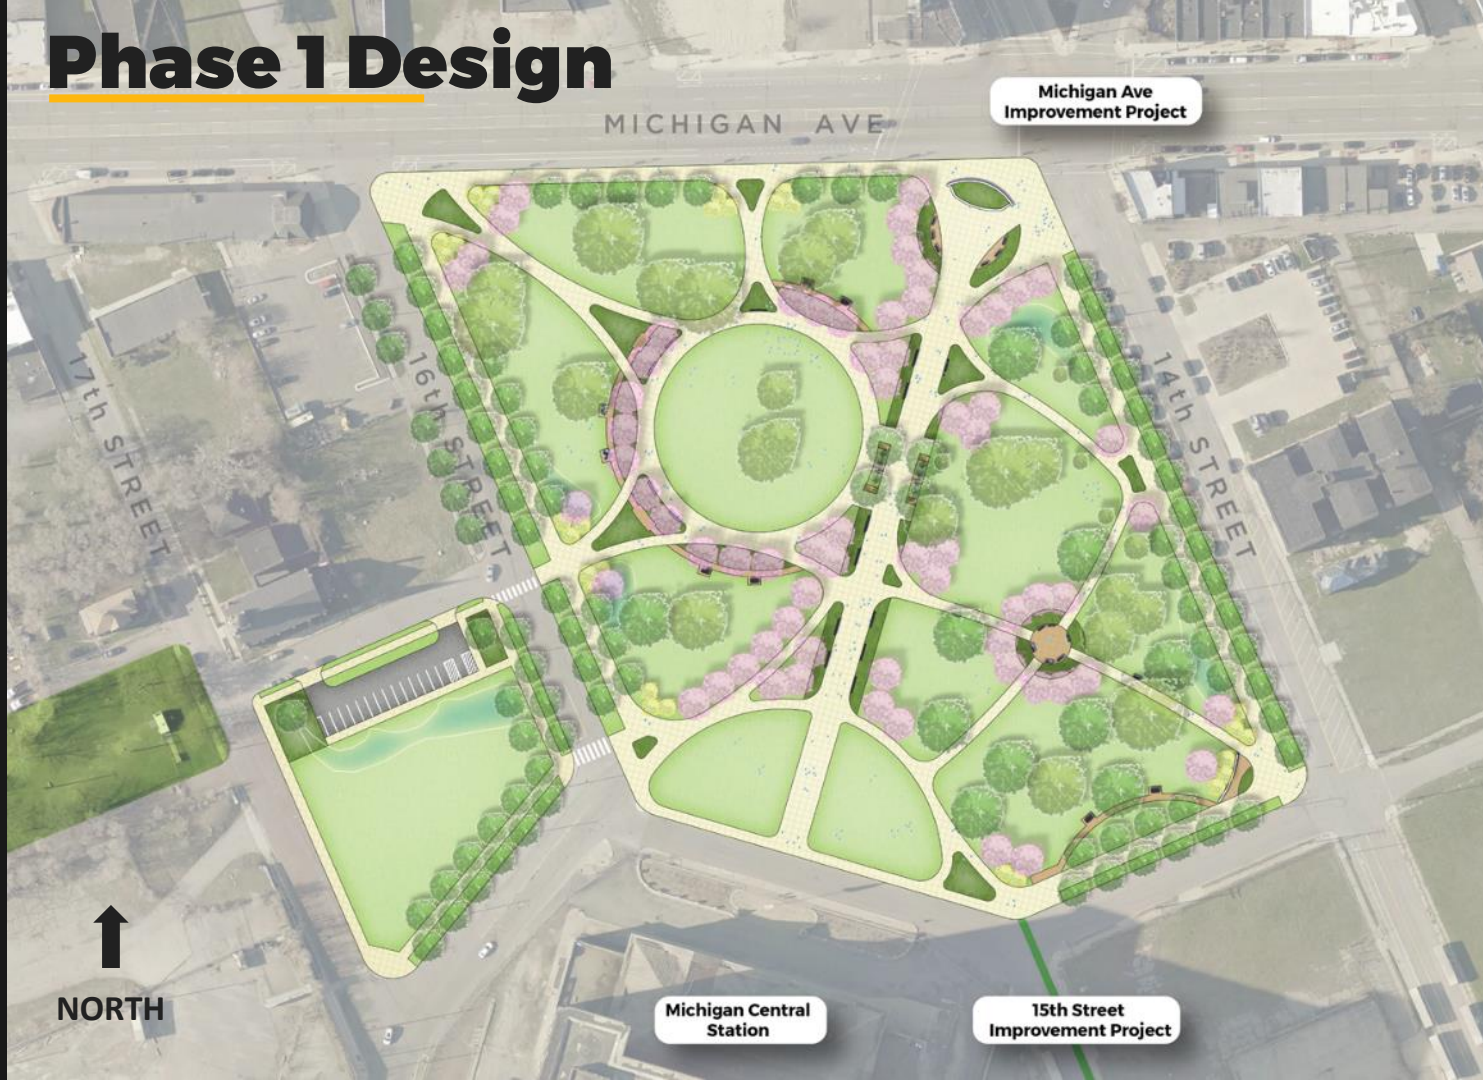 Phase 1 Design
Michigan Ave
Improvement Project
MICHIGAN AVE
17th STREET
16th STREET
14th STREET
NORTH
Michigan Central
Station
15th Street
Improvement Project